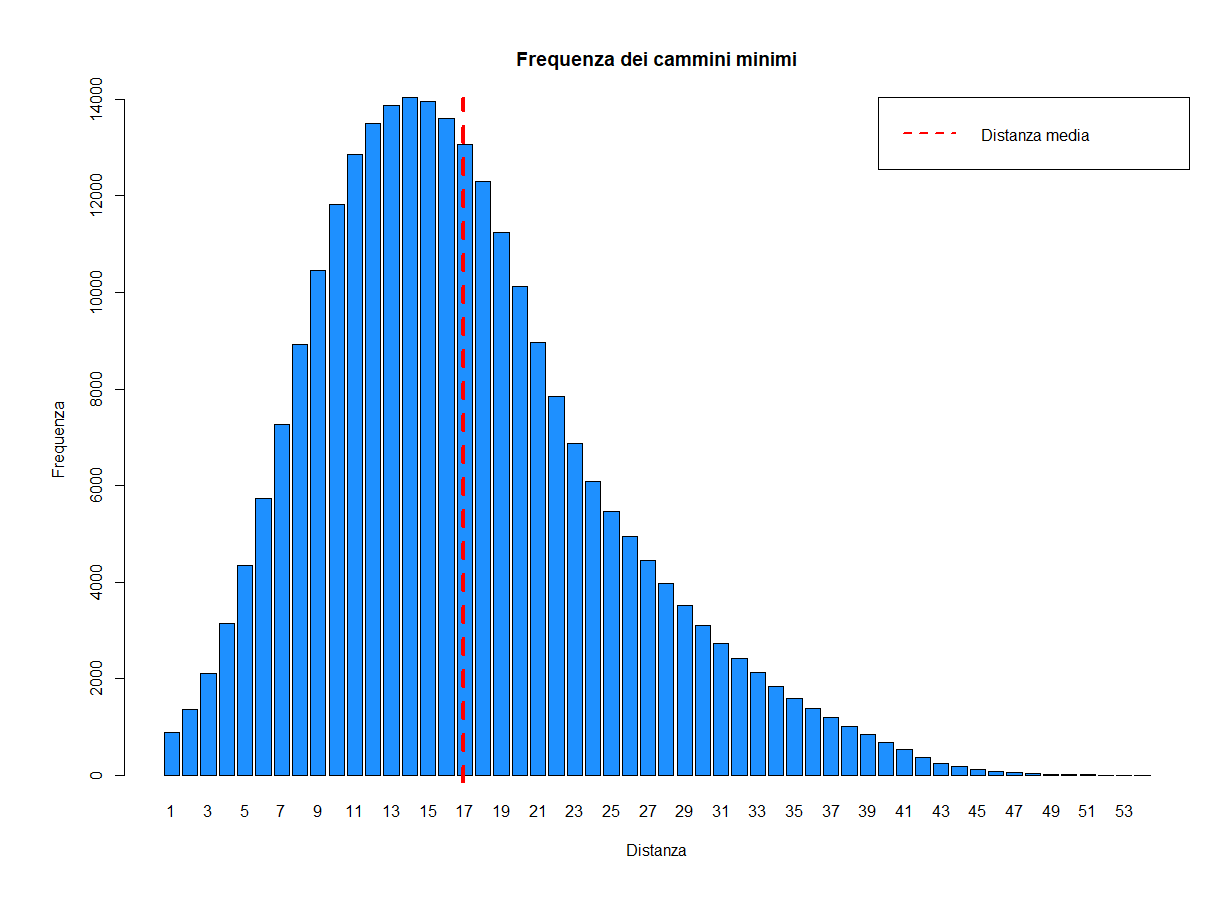 Frequenza dei cammini minimi
Distanza media
Frequenza
14000
12000
10000
8000
6000
4000
2000
0
1 3 5 7 9 11 13 15 17 19 21 23 25 27 29 31 33 35 37 39 41 43 45 47 49 51 53
Distanza